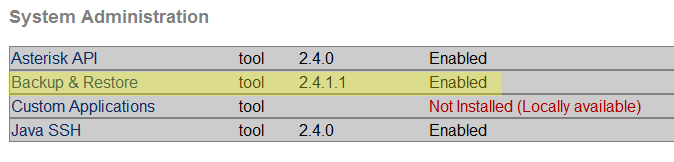 System Administration
Asterisk API tool 2.4.0 Enabled
Backup & Restore tool 2.4.1.1 Enabled
Custom Applications tool Not Installed (Locally available)
Java SSH tool 2.4.0 Enabled